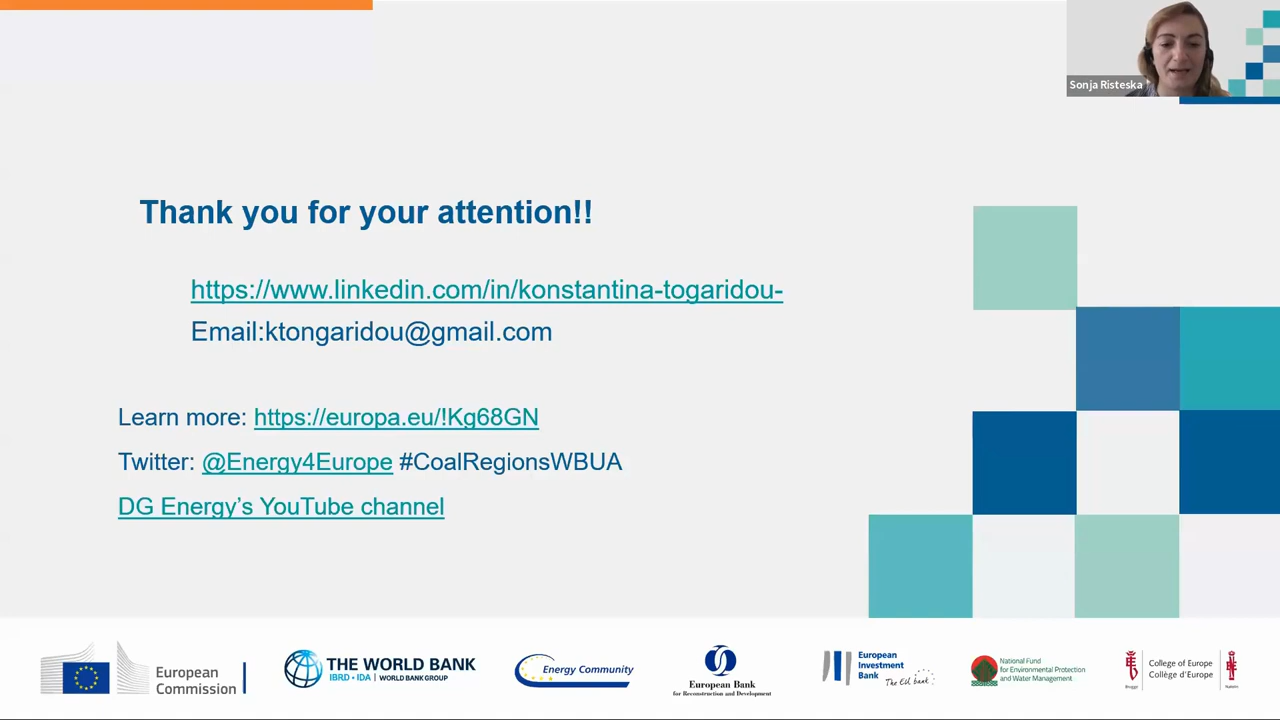 Sonja Risteska
Thank you for your attention!!
https://www.linkedin.com/in/konstantina-togaridou-
Email:ktongaridou@gmail.com
Learn more: https://europa.eu/!Kg68GN
Twitter: @Energy4Europe #CoalRegionsWBUA
DG Energy’s YouTube channel
European
Commission
THE WORLD BANK
IBRD • IDA | WORLD BANK GROUP
Energy Community
European Bank
for Reconstruction and Development
European
Investment
Bank
The EU bank
National Fund
for Environmental Protection
and Water Management
College of Europe
Collège d'Europe
Brugge
Natolin